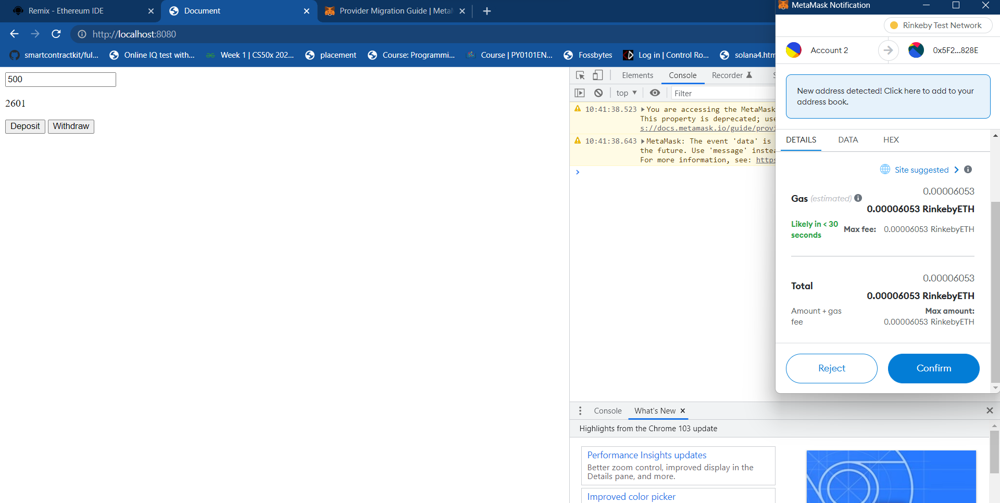 Remix - Ethereum IDE
Document
Provider Migration Guide | Meta
MetaMask Notification
http://localhost:8080
Rinkeby Test Network
smartcontractkit/ful...
Online IQ test with...
Week 1 | CS50x 202...
placement
Course: Programmi...
Course | PY0101EN...
Fossbytes
Log in | Control Ro...
solana4.htm
Account 2
0x5F2...828E
500
2601
Deposit
Withdraw
Elements
Console
Recorder
top
Filter
10:41:38.523
You are accessing the MetaMask
This property is deprecated; use
s://docs.metamask.io/guide/provi
10:41:38.643
MetaMask: The event 'data' is
the future. Use 'message' instea
For more information, see: https
New address detected! Click here to add to your
address book.
DETAILS
DATA
HEX
Site suggested
0.00006053
Gas (estimated)
0.00006053 RinkebyETH
Likely in < 30
seconds
Max fee: 0.00006053 RinkebyETH
0.00006053
Total
0.00006053 RinkebyETH
Amount + gas
fee
Max amount:
0.00006053 RinkebyETH
Reject
Confirm
Console
What's New
Highlights from the Chrome 103 update
Performance Insights updates
Better zoom control, improved display in the
Details pane, and more.
Improved color picker